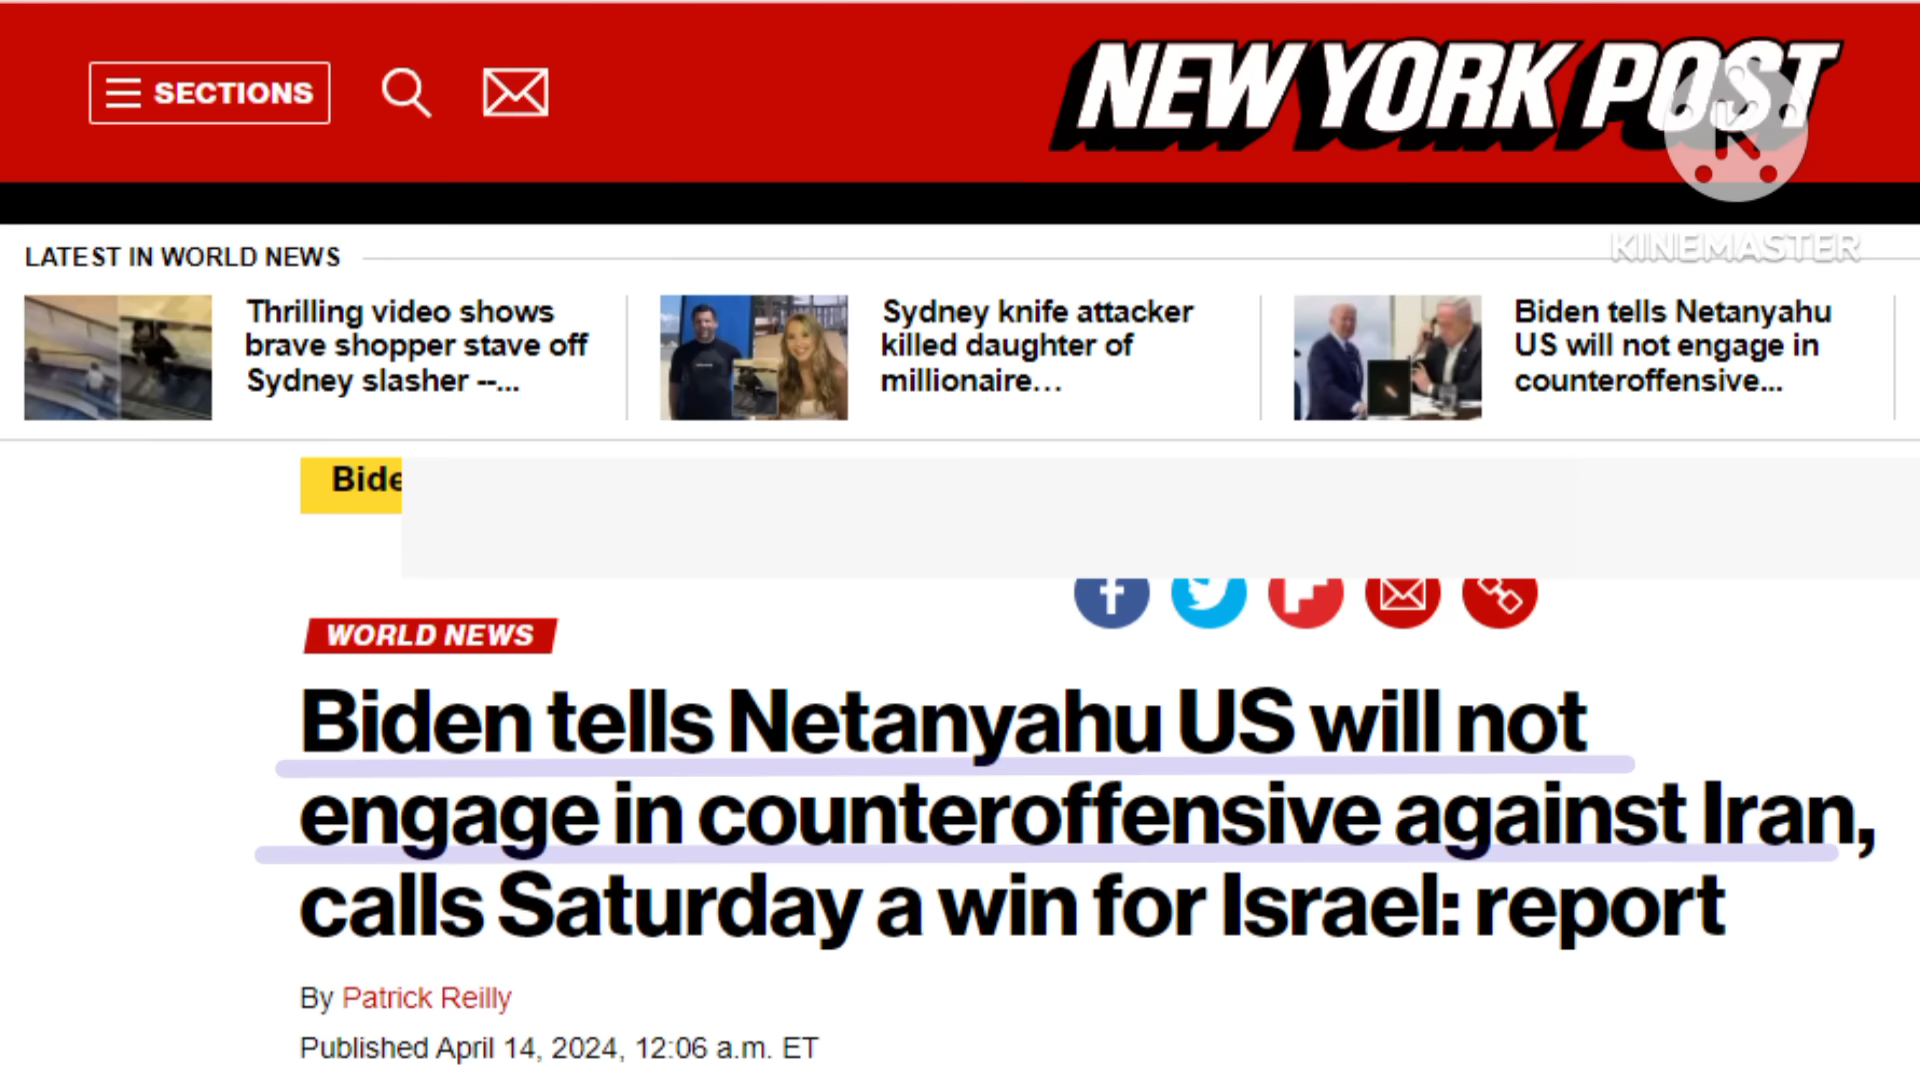 SECTIONS
NEW YORK POST
KINEMASTER
LATEST IN WORLD NEWS
Thrilling video shows
brave shopper stave off
Sydney slasher --...
Sydney knife attacker
killed daughter of
millionaire...
Biden tells Netanyahu
US will not engage in
counteroffensive...
Bide
WORLD NEWS
Biden tells Netanyahu US will not
engage in counteroffensive against Iran,
calls Saturday a win for Israel: report
By Patrick Reilly
Published April 14, 2024, 12:06 a.m. ET